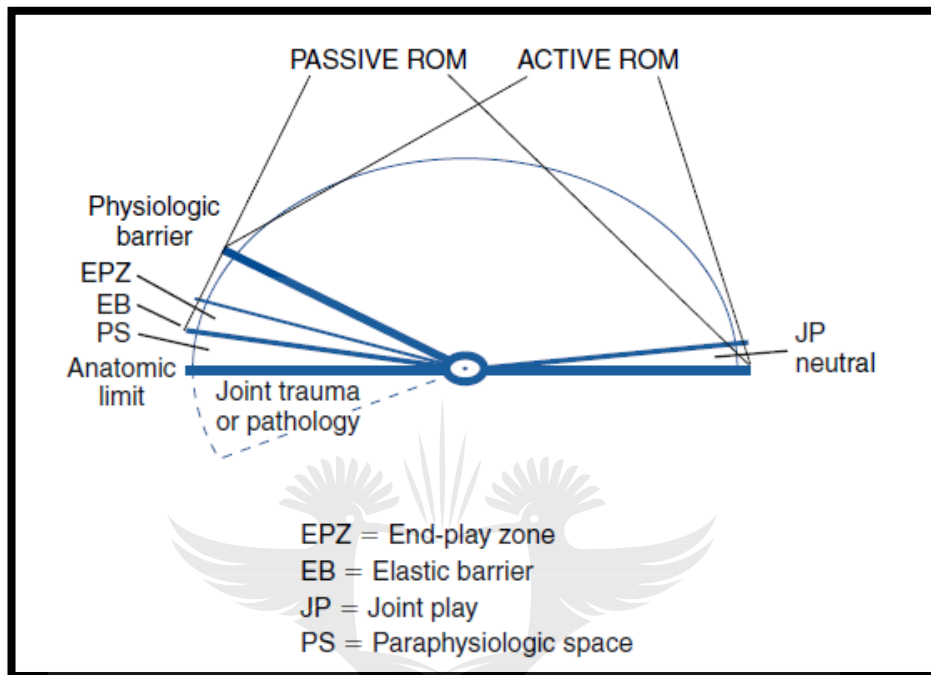 PASSIVE ROM ACTIVE ROM
Physiologic
barrier
EPZ
EB
PS
Anatomic
limit
Joint trauma
or pathology
JP
neutral
EPZ = End-play zone
EB = Elastic barrier
JP = Joint play
PS = Paraphysiologic space